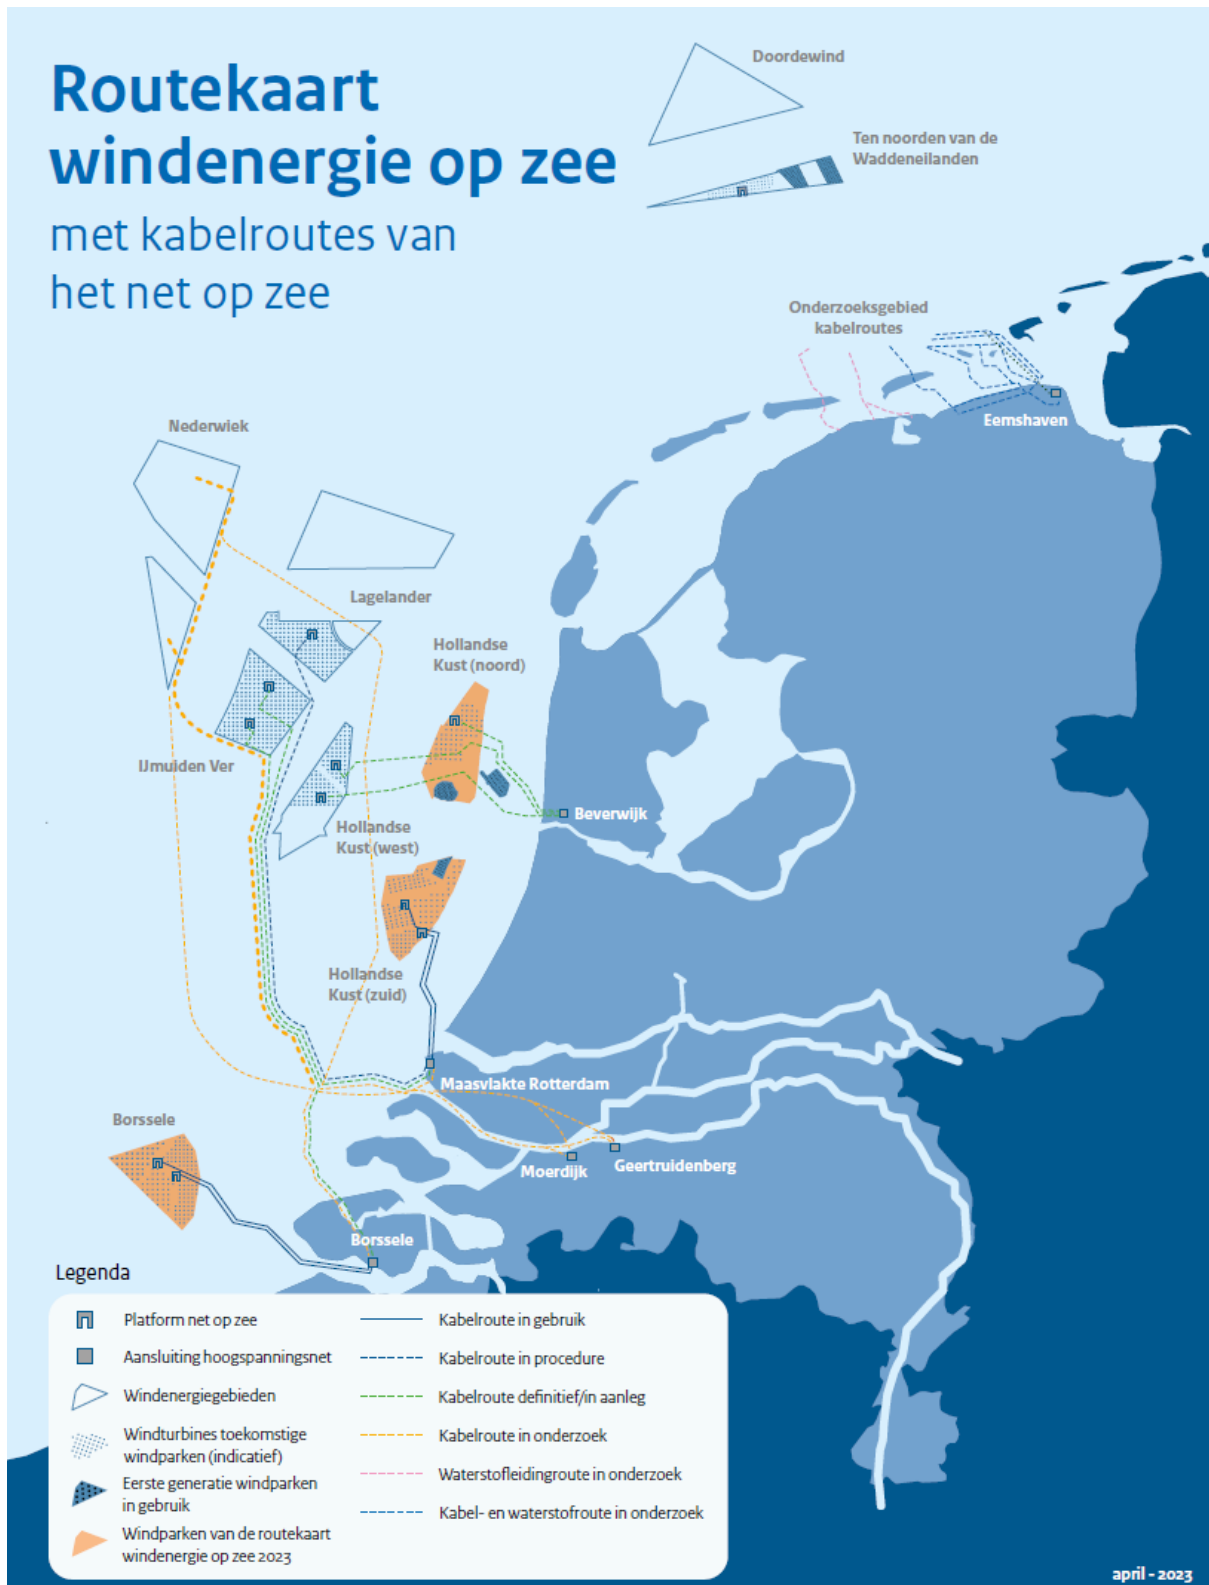 Routekaart
windenergie op zee
met kabelroutes van
het net op zee
Doordewind
Ten noorden van de
Waddeneilanden
Onderzoeksgebied
kabelroutes
Eemshaven
Nederwiek
Lagelander
Hollandse
Kust (noord)
IJmuiden Ver
Beverwijk
Hollandse
Kust (west)
Hollandse
Kust (zuid)
Maasvlakte Rotterdam
Borssele
Moerdijk
Geertruidenberg
Borssele
Legenda
Platform net op zee
Aansluiting hoogspanningsnet
Windenergiegebieden
Windturbines toekomstige
windparken (indicatief)
Eerste generatie windparken
in gebruik
Windparken van de routekaart
windenergie op zee 2023
Kabelroute in gebruik
Kabelroute in procedure
Kabelroute definitief/in aanleg
Kabelroute in onderzoek
Waterstofleidingroute in onderzoek
Kabel- en waterstofroute in onderzoek
april - 2023